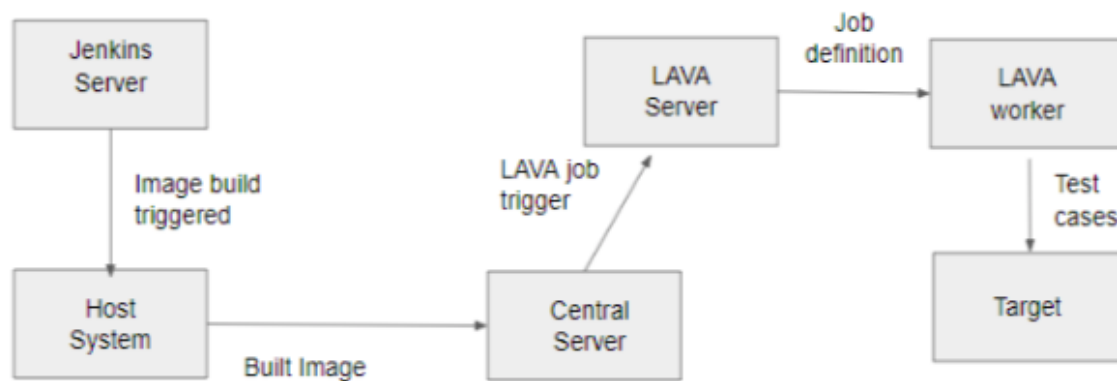 Jenkins
Server
Image build
triggered
Host
System
Built Image
Central
Server
LAVA job
trigger
LAVA
Server
Job
definition
LAVA
worker
Test
cases
Target